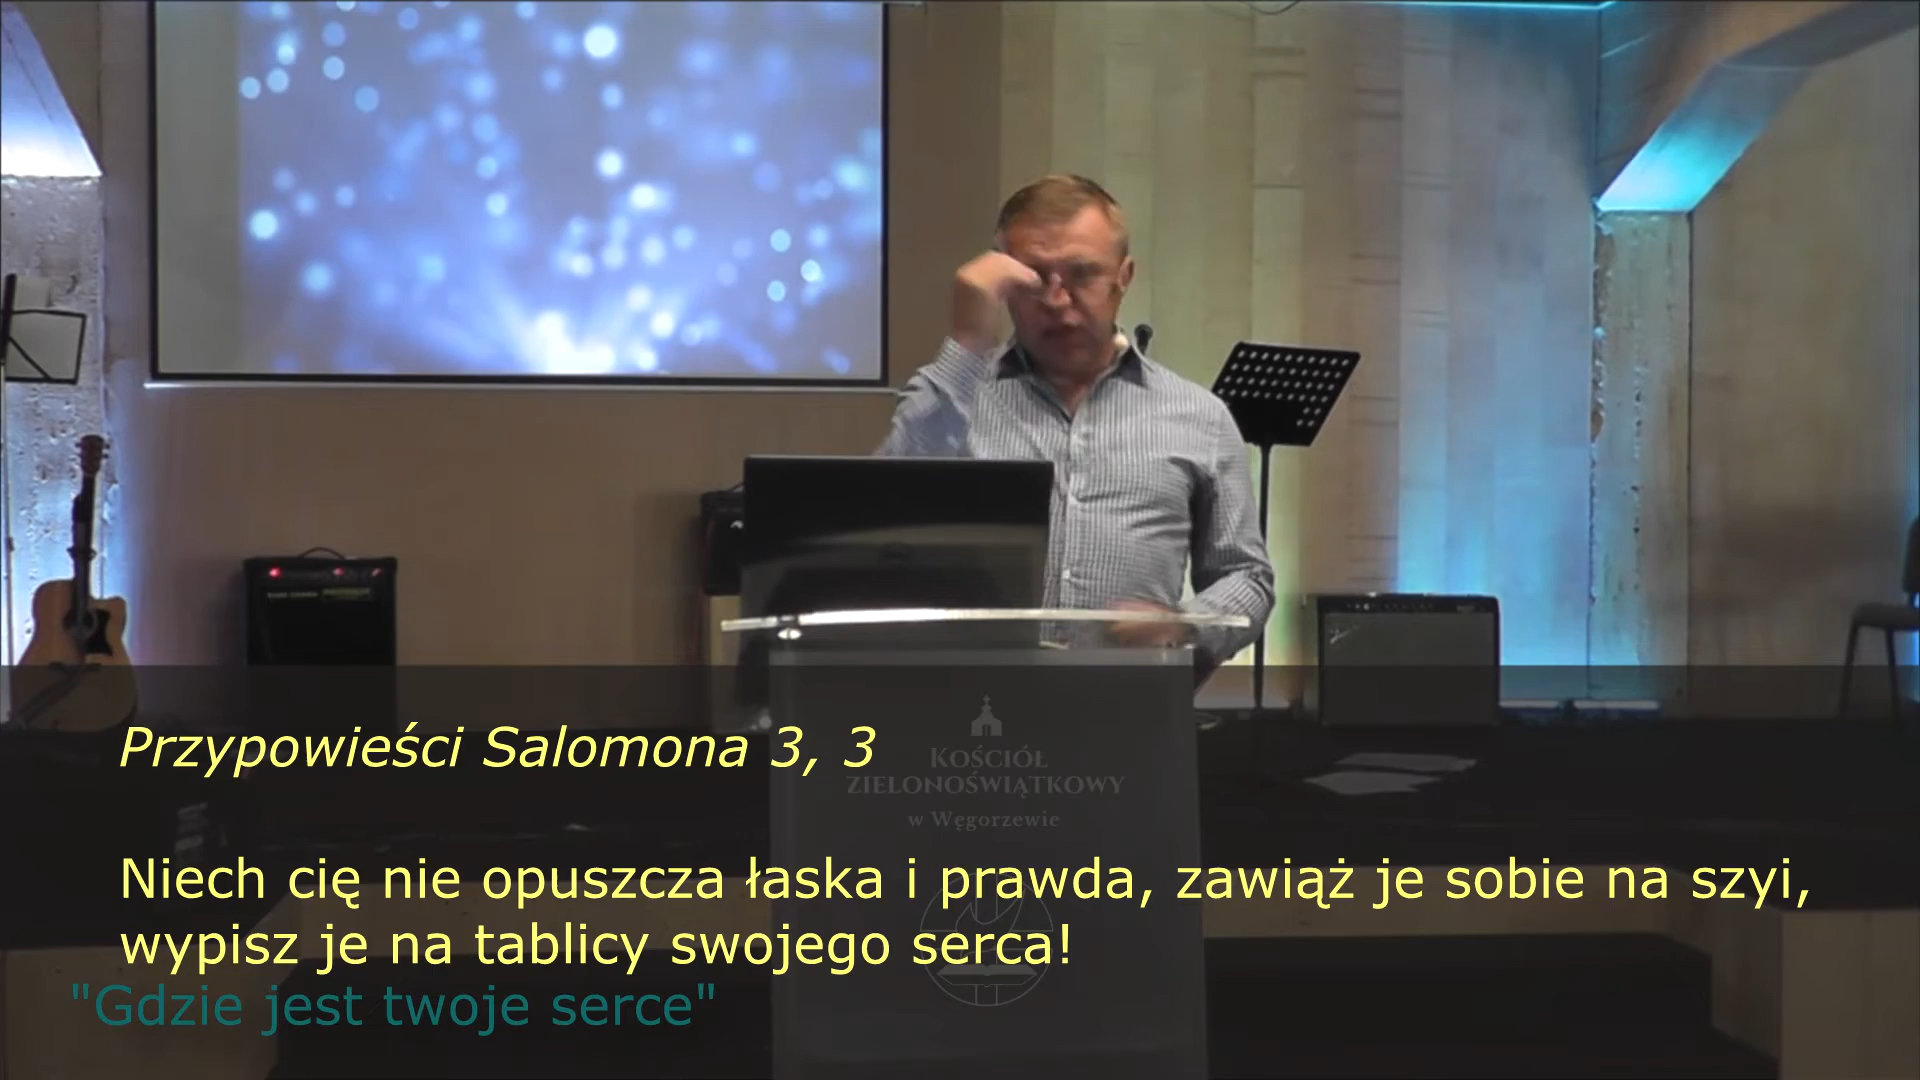 Przypowieści Salomona 3, 3
KOŚCIÓŁ
ZIELONOŚWIĄTKOWY
w Węgorzewie
Niech cię nie opuszcza łaska i prawda, zawiąż je sobie na szyi,
wypisz je na tablicy swojego serca!
"Gdzie jest twoje serce"